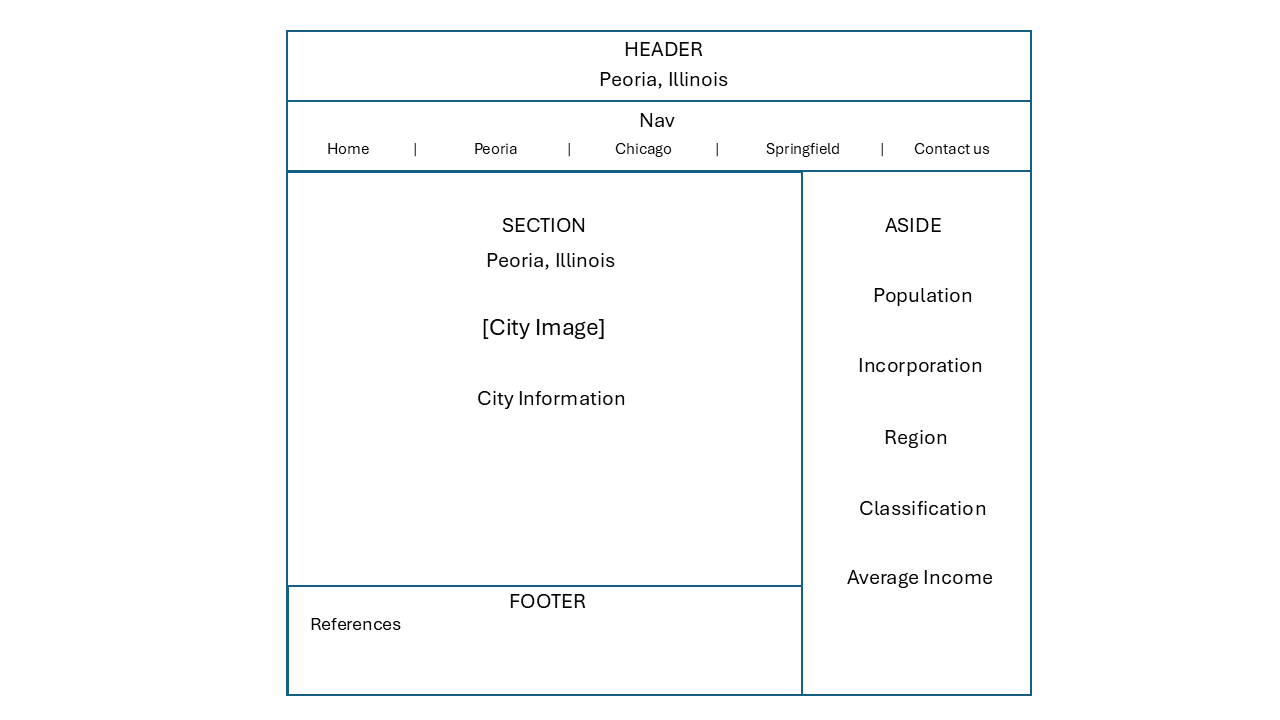 HEADER
Peoria, Illinois
Nav
Home | Peoria | Chicago | Springfield | Contact us
SECTION
Peoria, Illinois
[City Image]
City Information
ASIDE
Population
Incorporation
Region
Classification
Average Income
FOOTER
References